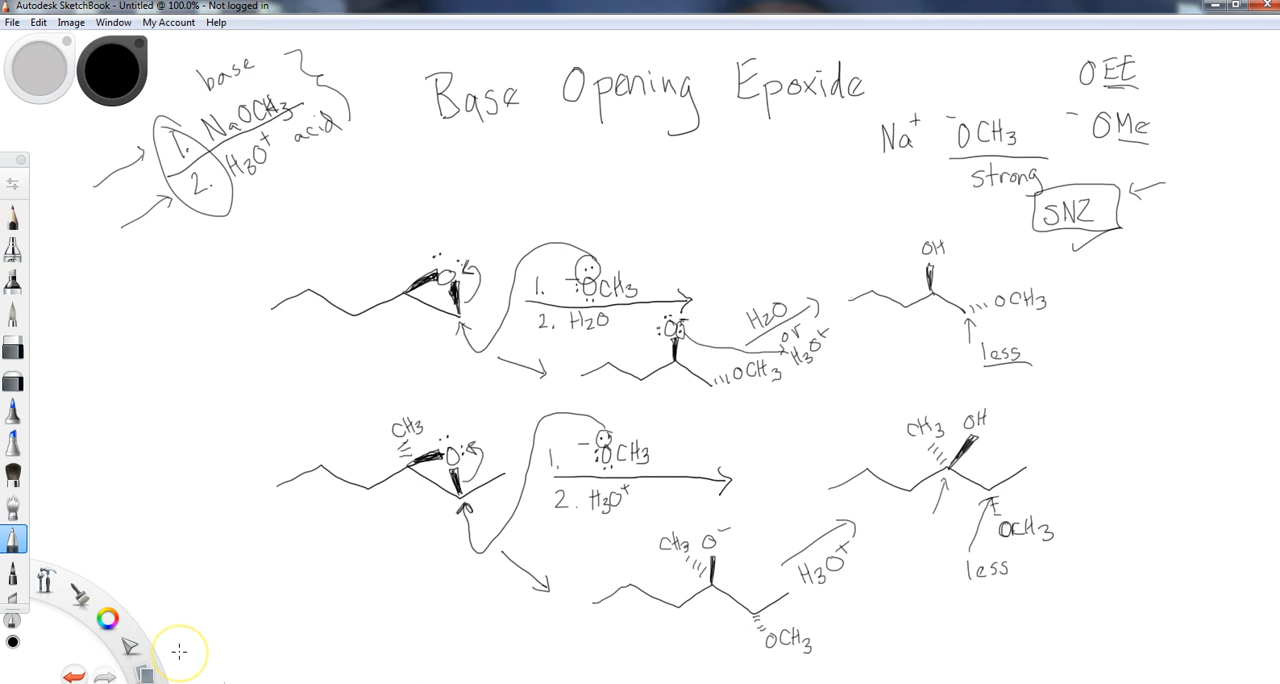 Autodesk SketchBook - Untitled @ 100.0% - Not logged in
File Edit Image Window My Account Help
base
1. NaOCH3
2. H3O+ acid
Base Opening Epoxide
OEt
Na+ -OCH3 -OMe
strong
SN2
OH
O 1. -:OCH3
2. H2O
H2O
or
H3O+
OCH3
less
O
OCH3
CH3
O 1. -OCH3
2. H3O+
CH3 OH
OCH3
less
CH3 O-
H3O+
OCH3